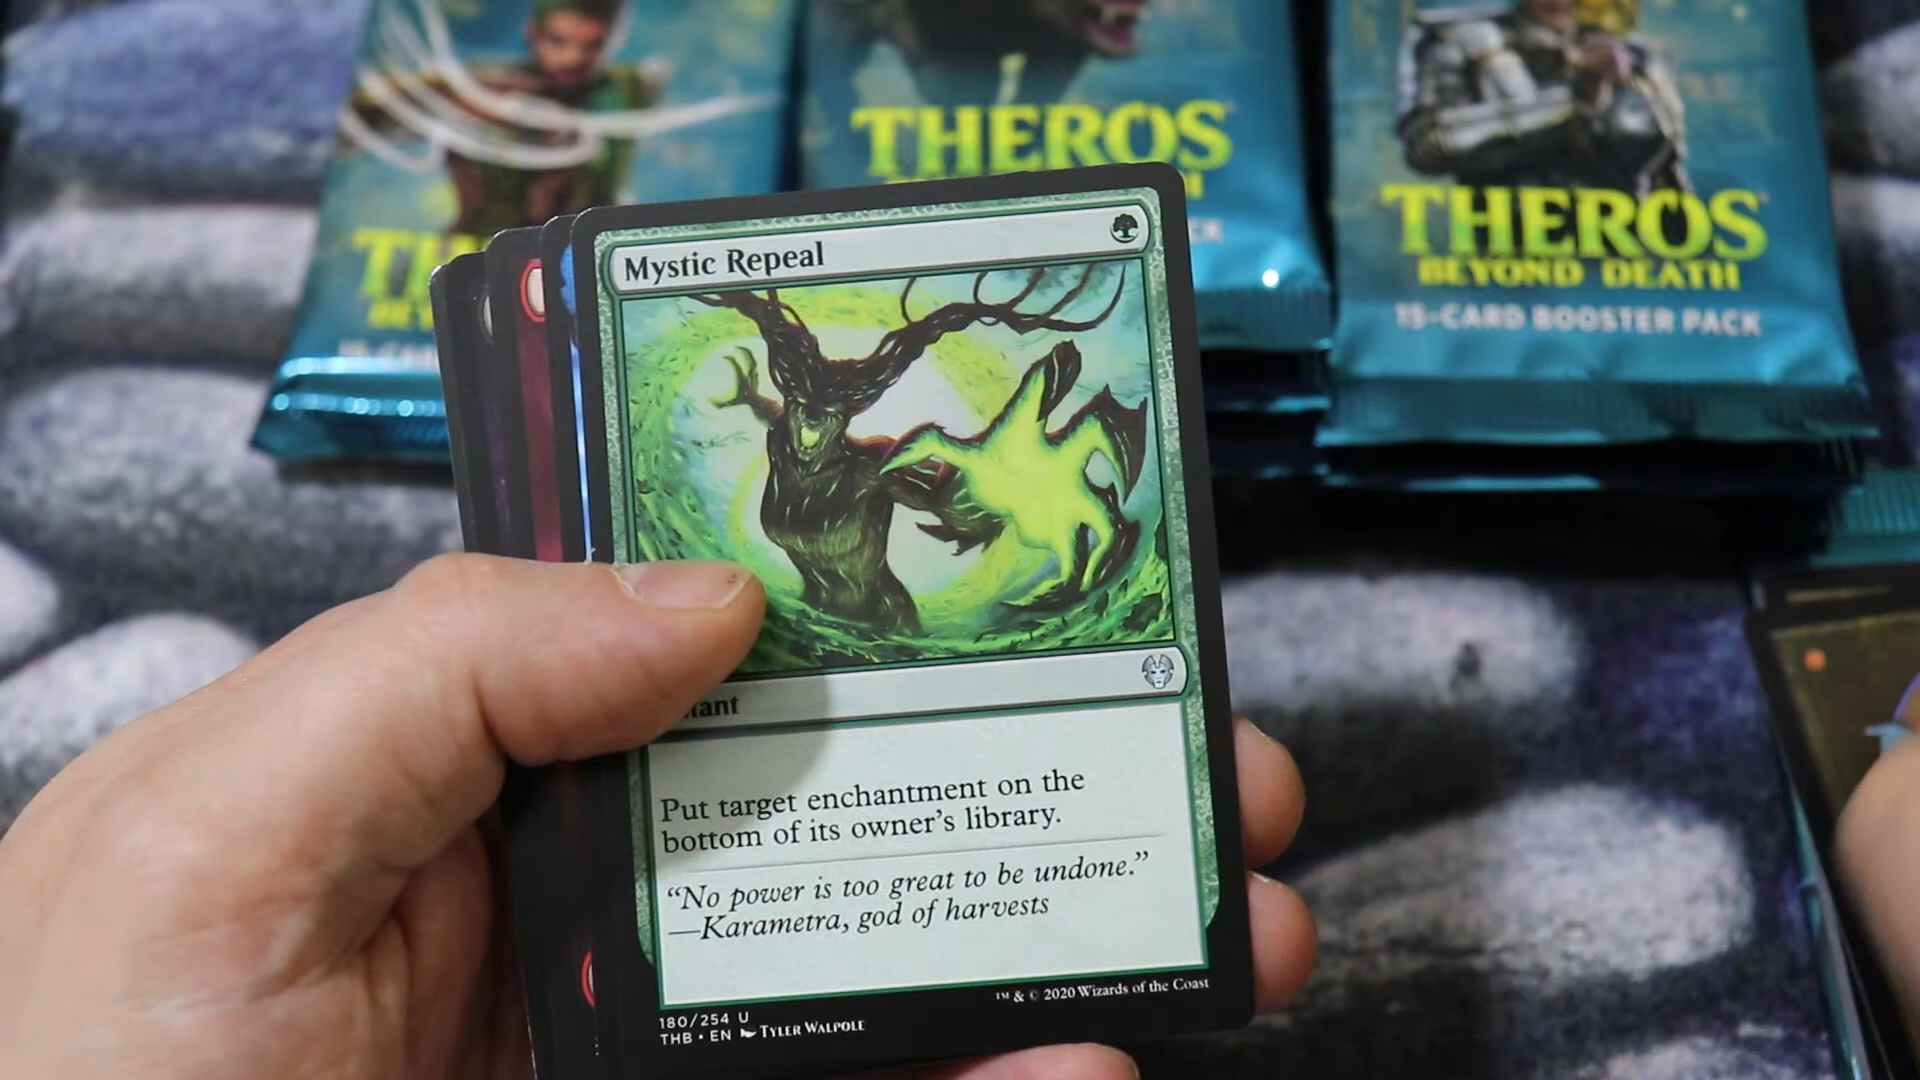 THEROS
THEROS
BEYOND DEATH
15-CARD BOOSTER PACK
Mystic Repeal
Put target enchantment on the
bottom of its owner's library.
“No power is too great to be undone.”
—Karametra, god of harvests
™ & © 2020 Wizards of the Coast
180/254 U
THB • EN TYLER WALPOLE